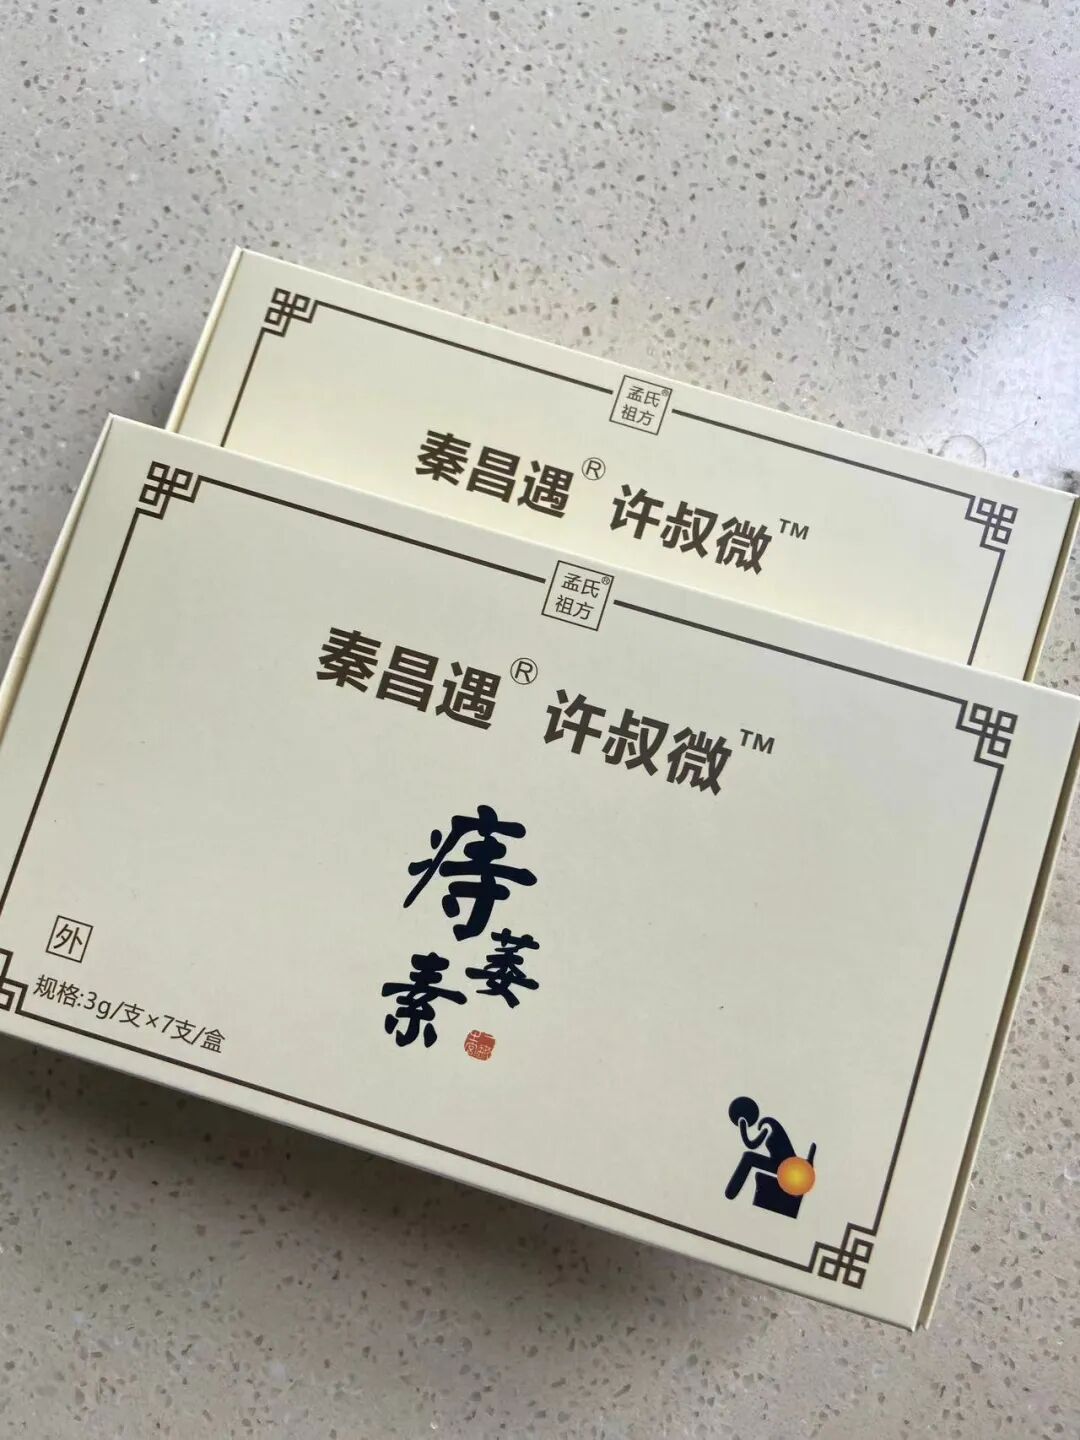 孟氏®
祖方
秦昌遇® 许叔微™
孟氏®
祖方
秦昌遇® 许叔微™
痔
萎
素
外
规格:3g/支×7支/盒